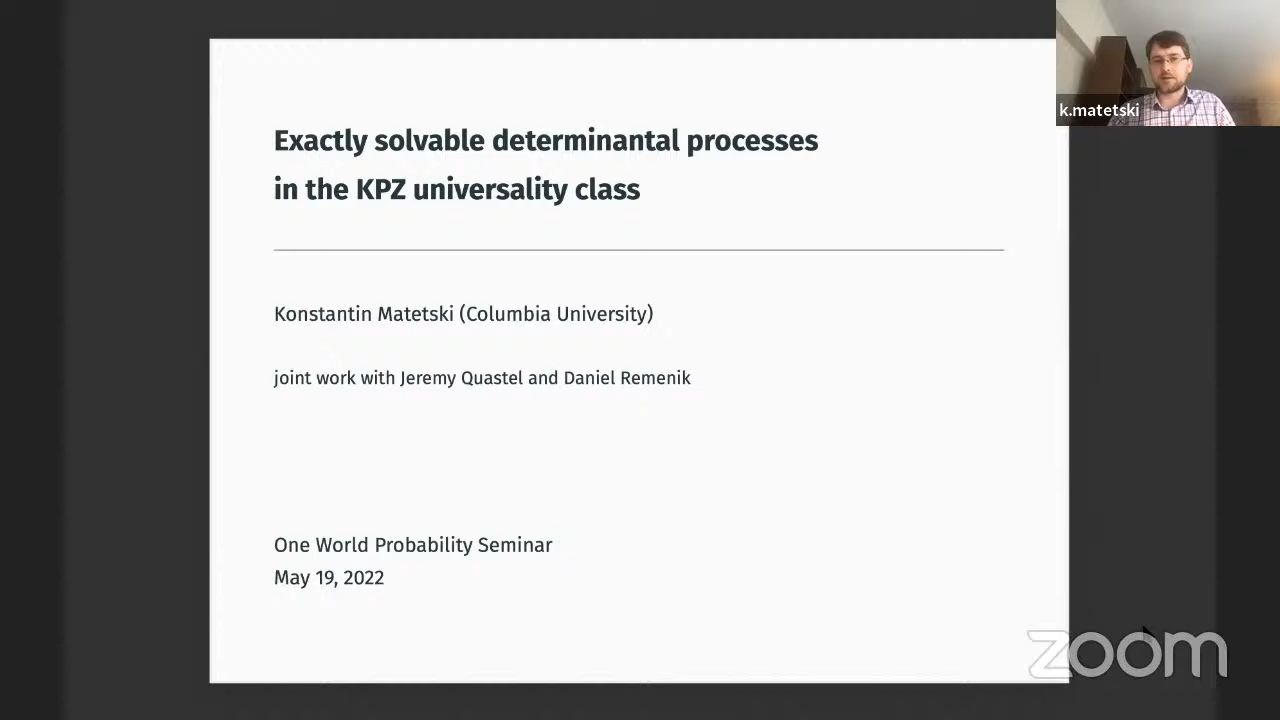 k.matetski
Exactly solvable determinantal processes
in the KPZ universality class
Konstantin Matetski (Columbia University)
joint work with Jeremy Quastel and Daniel Remenik
One World Probability Seminar
May 19, 2022
zoom